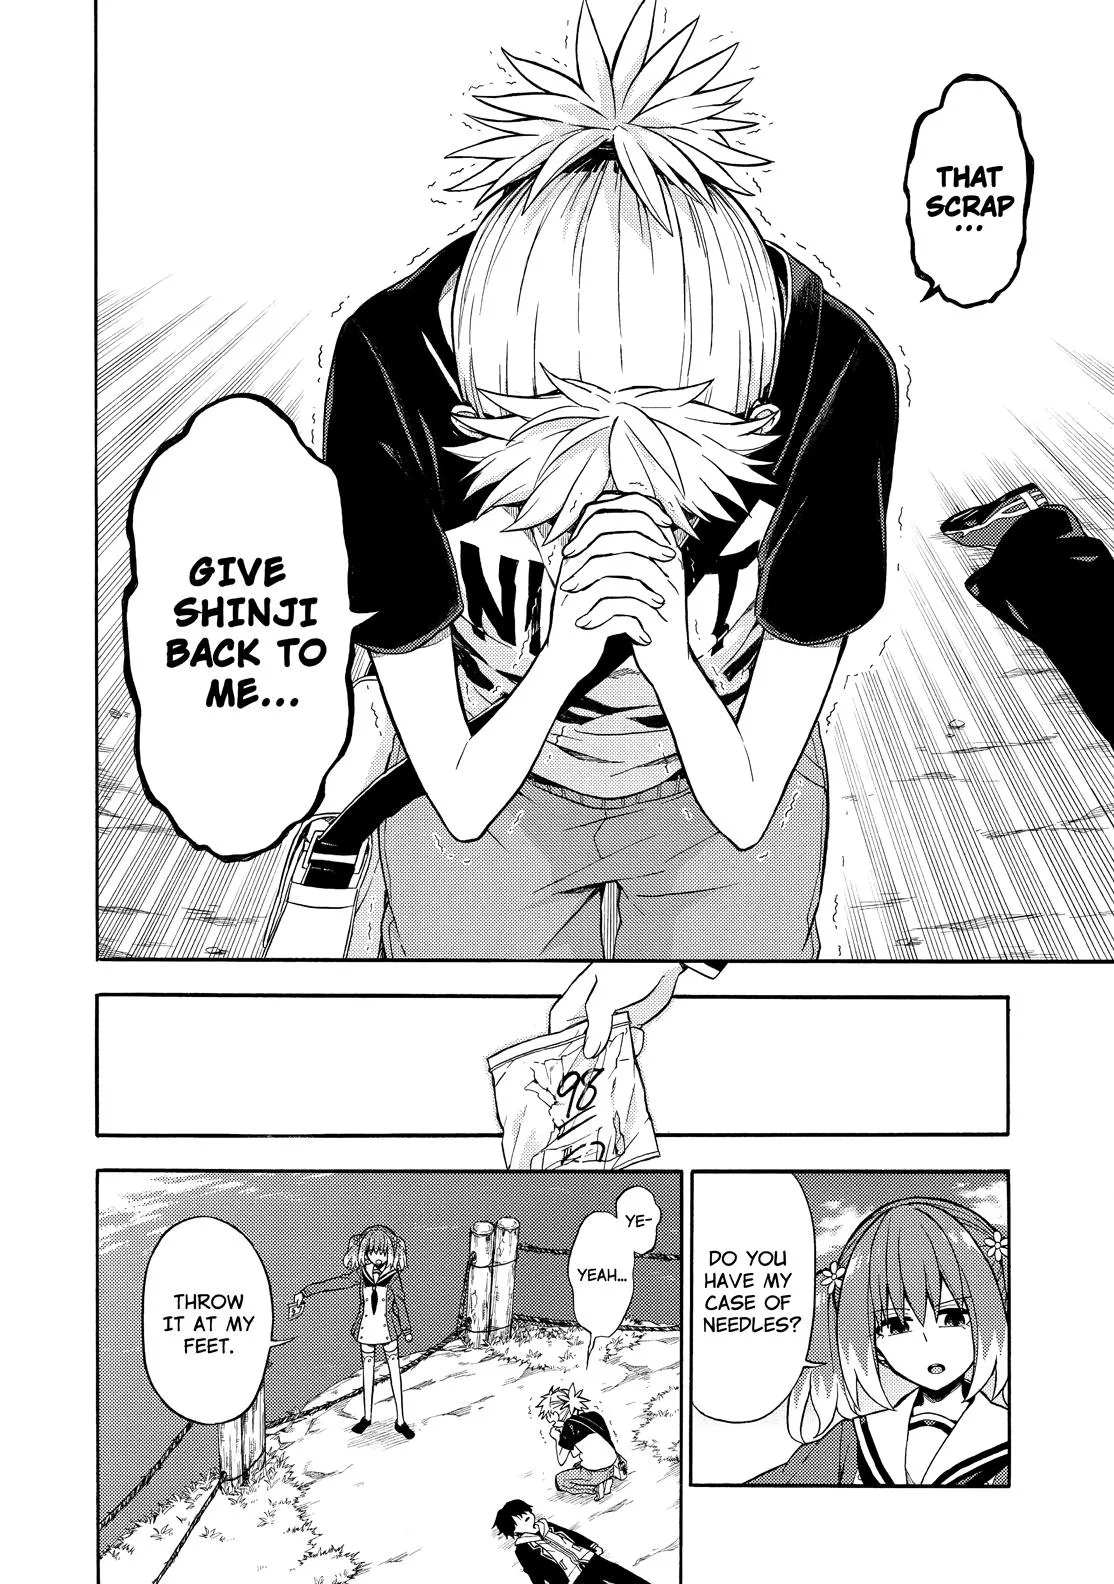 THAT
SCRAP
...
GIVE
SHINJI
BACK TO
ME...
98
DO YOU
HAVE MY
CASE OF
NEEDLES?
YE-
YEAH...
THROW
IT AT MY
FEET.